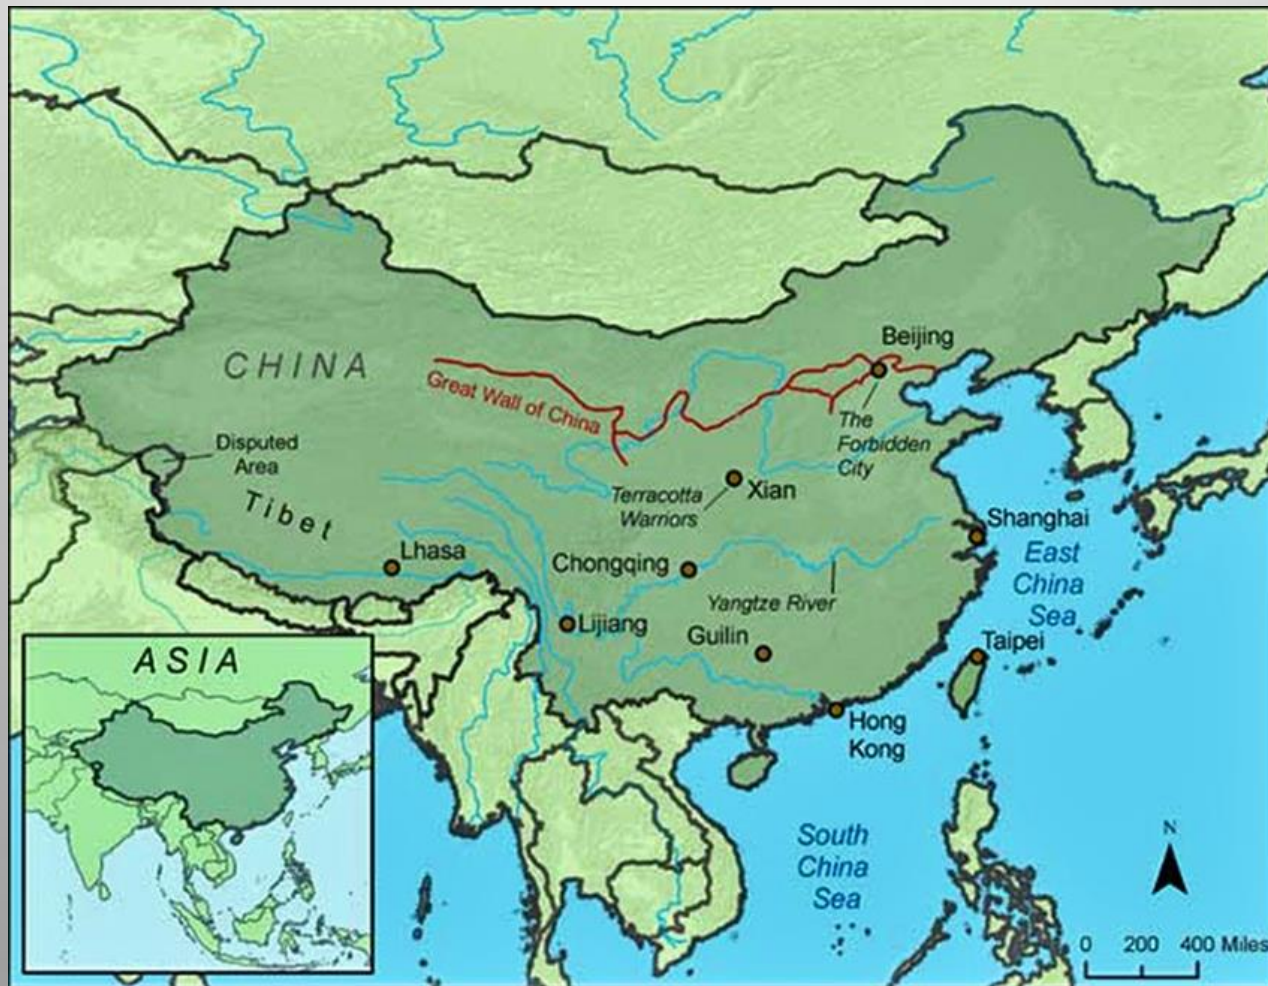 Beijing
CHINA
Great Wall of China
The
Forbidden
City
Disputed
Area
Tibet
Terracotta
Warriors
Xian
Shanghai
East
China
Sea
Lhasa
Chongqing
Yangtze River
Lijiang
Guilin
Taipei
ASIA
Hong
Kong
South
China
Sea
N
0 200 400 Miles